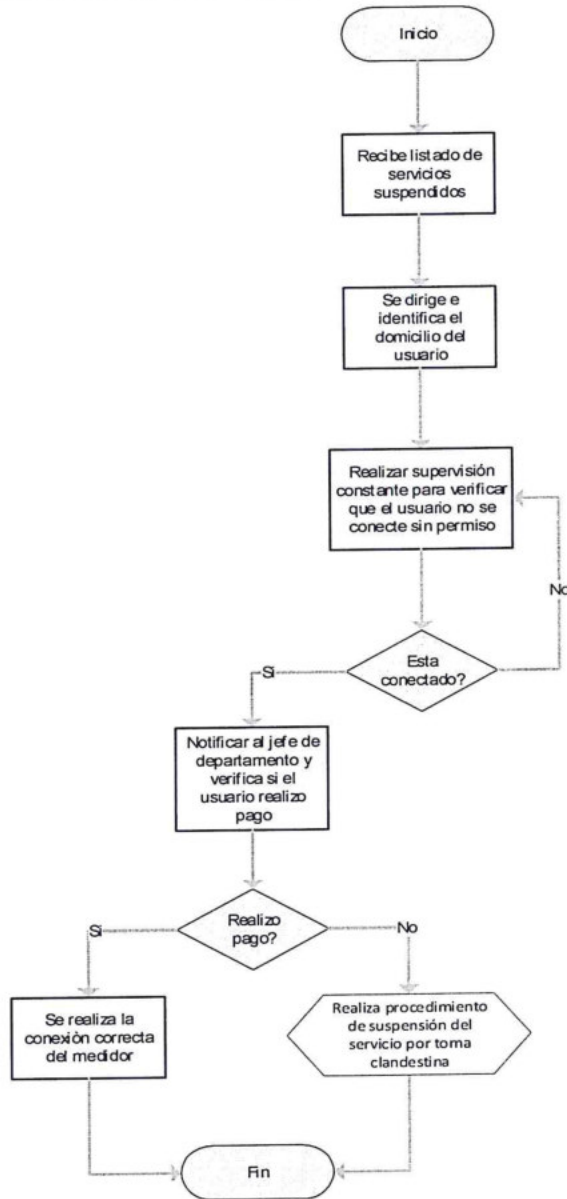 Inicio
Recibe listado de
servicios
suspendidos
Se dirige e
identifica el
domicilio del
usuario
Realizar supervisión
constante para verificar
que el usuario no se
conecte sin permiso
No
Esta
conectado?
Si
Notificar al jefe de
departamento y
verifica si el
usuario realizo
pago
Realizo
pago?
Si
No
Se realiza la
conexiòn correcta
del medidor
Realiza procedimiento
de suspensión del
servicio por toma
clandestina
Fin